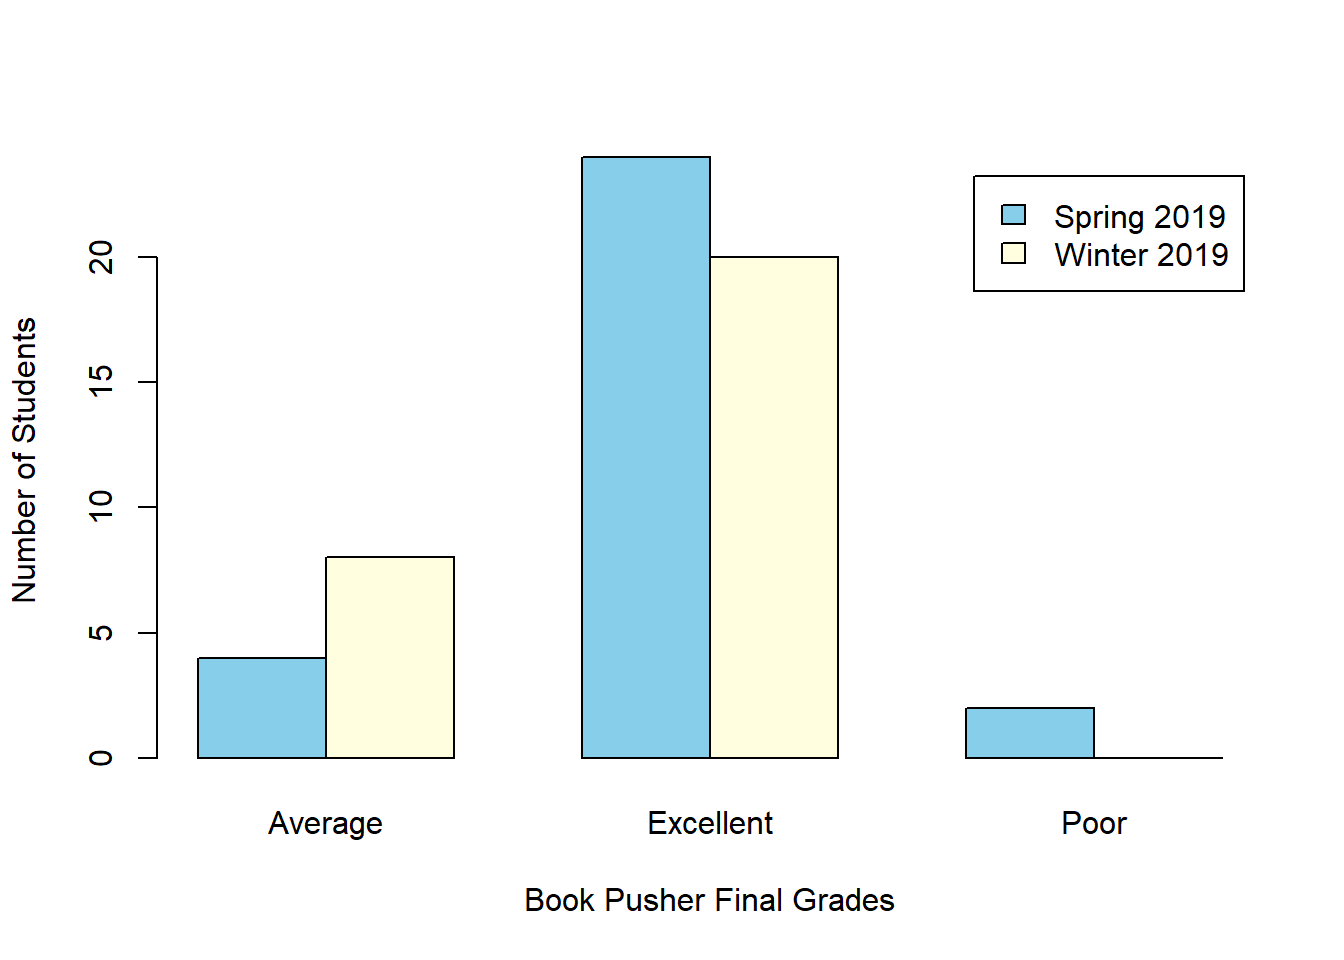 Spring 2019
Winter 2019
20
15
10
5
0
Number of Students
Average
Excellent
Poor
Book Pusher Final Grades